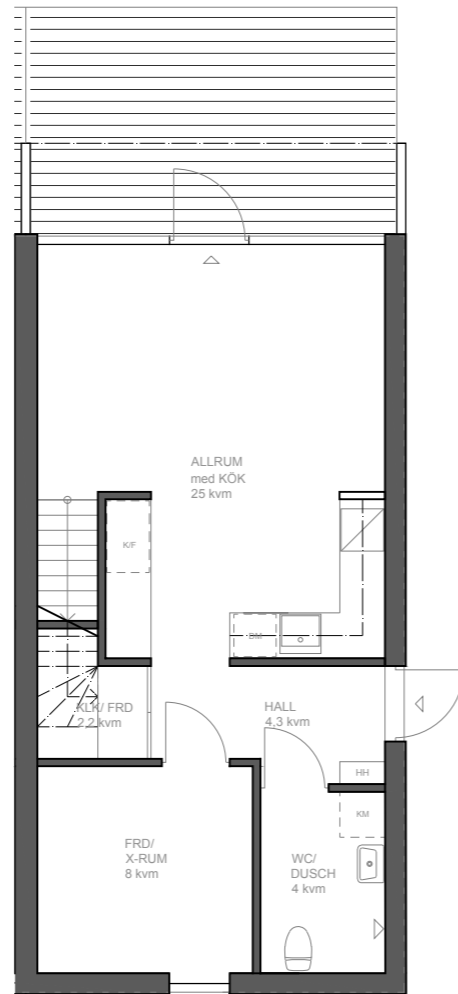 ALLRUM
med KÖK
25 kvm
K/F
DM
KLK/ FRD
2,2 kvm
HALL
4,3 kvm
HH
KM
FRD/
X-RUM
8 kvm
WC/
DUSCH
4 kvm